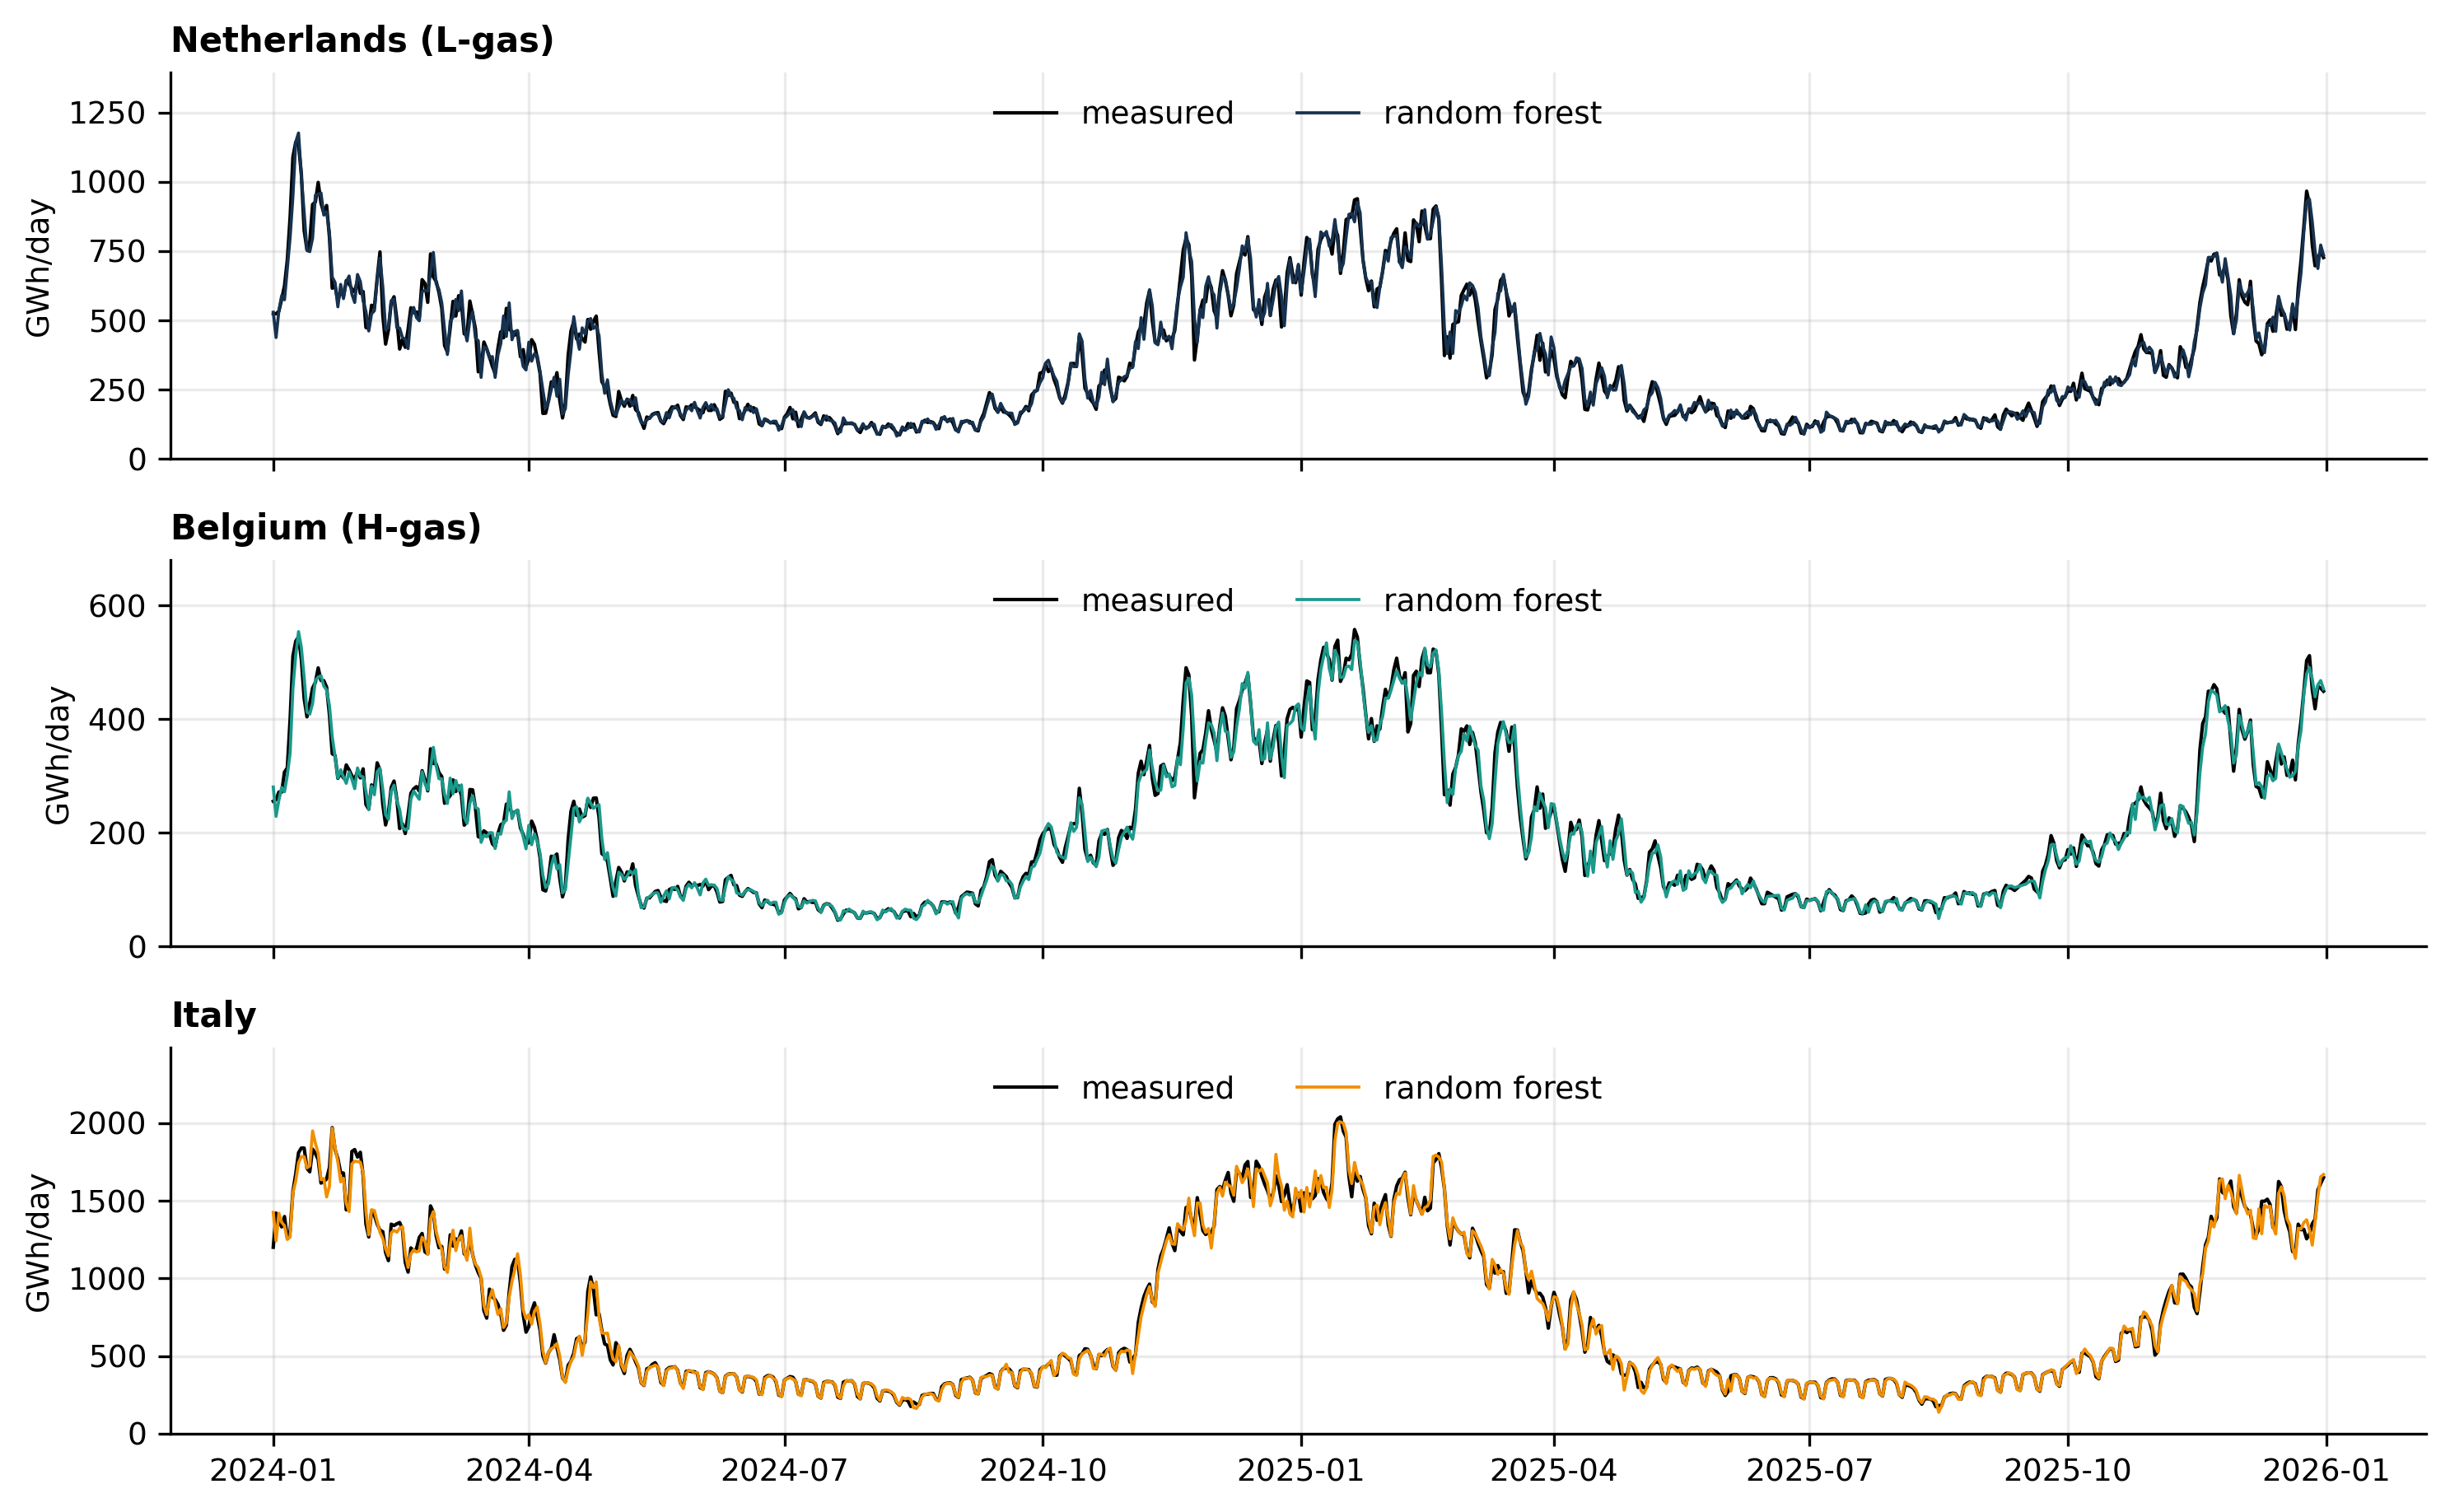 Netherlands (L-gas)
GWh/day
1250
1000
750
500
250
0
measured random forest
Belgium (H-gas)
GWh/day
600
400
200
0
measured random forest
Italy
GWh/day
2000
1500
1000
500
0
measured random forest
2024-01 2024-04 2024-07 2024-10 2025-01 2025-04 2025-07 2025-10 2026-01